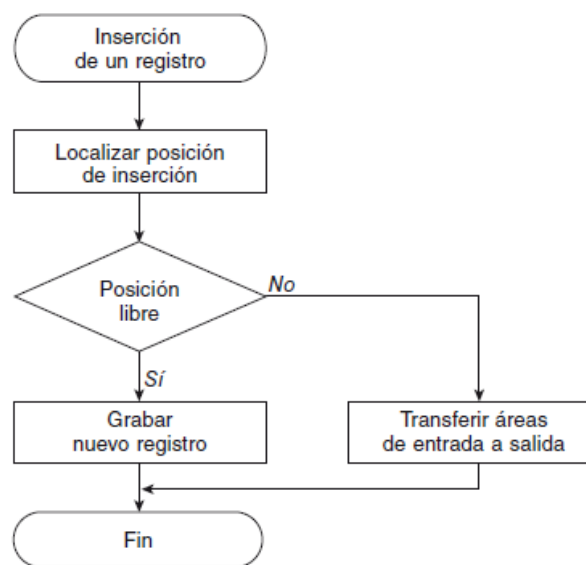 Inserción
de un registro
Localizar posición
de inserción
Posición
libre
No
Sí
Grabar
nuevo registro
Transferir áreas
de entrada a salida
Fin